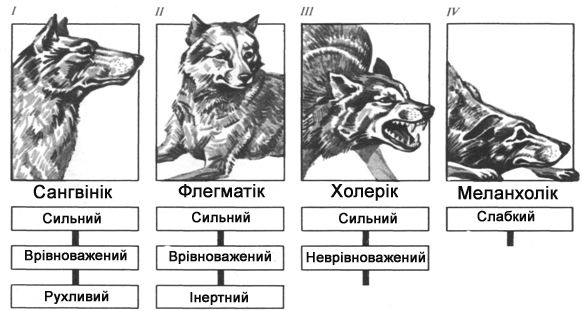 I II III IV
Сангвінік Флегматік Холерік Меланхолік
Сильний Сильний Сильний Слабкий
Врівноважений Врівноважений Неврівноважений
Рухливий Інертний